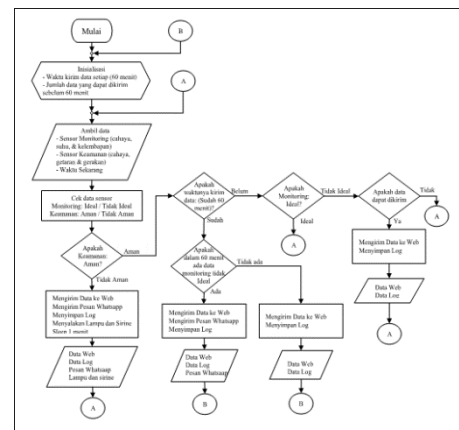 Mulai
B
Inisialisasi
- Waktu kirim data setiap (60 menit)
- Jumlah data yang dapat dikirim
sebelum 60 menit
A
Ambil data
- Sensor Monitoring (cahaya,
suhu, & kelembapan)
- Sensor Keamanan (cahaya,
getaran & gerakan)
- Waktu Sekarang
Cek data sensor
Monitoring: Ideal / Tidak Ideal
Keamanan: Aman / Tidak Aman
Apakah
Keamanan:
Aman?
Aman
Tidak Aman
Mengirim Data ke Web
Mengirim Pesan Whatsapp
Menyimpan Log
Menyalakan Lampu dan Sirine
Sleep 1 menit
Data Web
Data Log
Pesan Whatsaap
Lampu dan sirine
A
Apakah
waktunya kirim
data: (Sudah 60
menit)?
Belum
Sudah
Apakah
dalam 60 menit
ada data
monitoring tidak
Ideal
Tidak ada
Ada
Mengirim Data ke Web
Mengirim Pesan Whatsapp
Menyimpan Log
Data Web
Data Log
Pesan Whatsaap
B
Mengirim Data ke Web
Menyimpan Log
Data Web
Data Log
B
Apakah
Monitoring:
Ideal?
Tidak Ideal
Ideal
A
Apakah data
dapat
dikirim
Tidak
A
Ya
Mengirim Data ke Web
Menyimpan Log
Data Web
Data Log
A